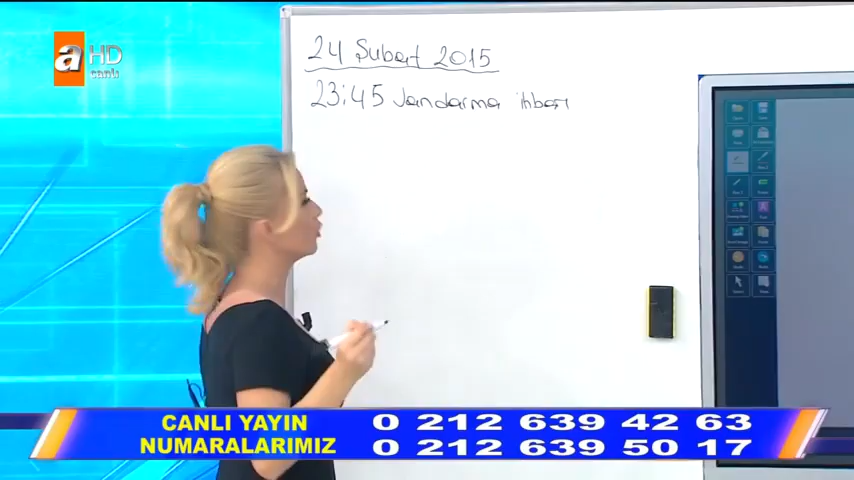 a HD
canlı
24 Şubat 2015
23:45 Jandarma ihbarı
CANLI YAYIN 0 212 639 42 63
NUMARALARIMIZ 0 212 639 50 17